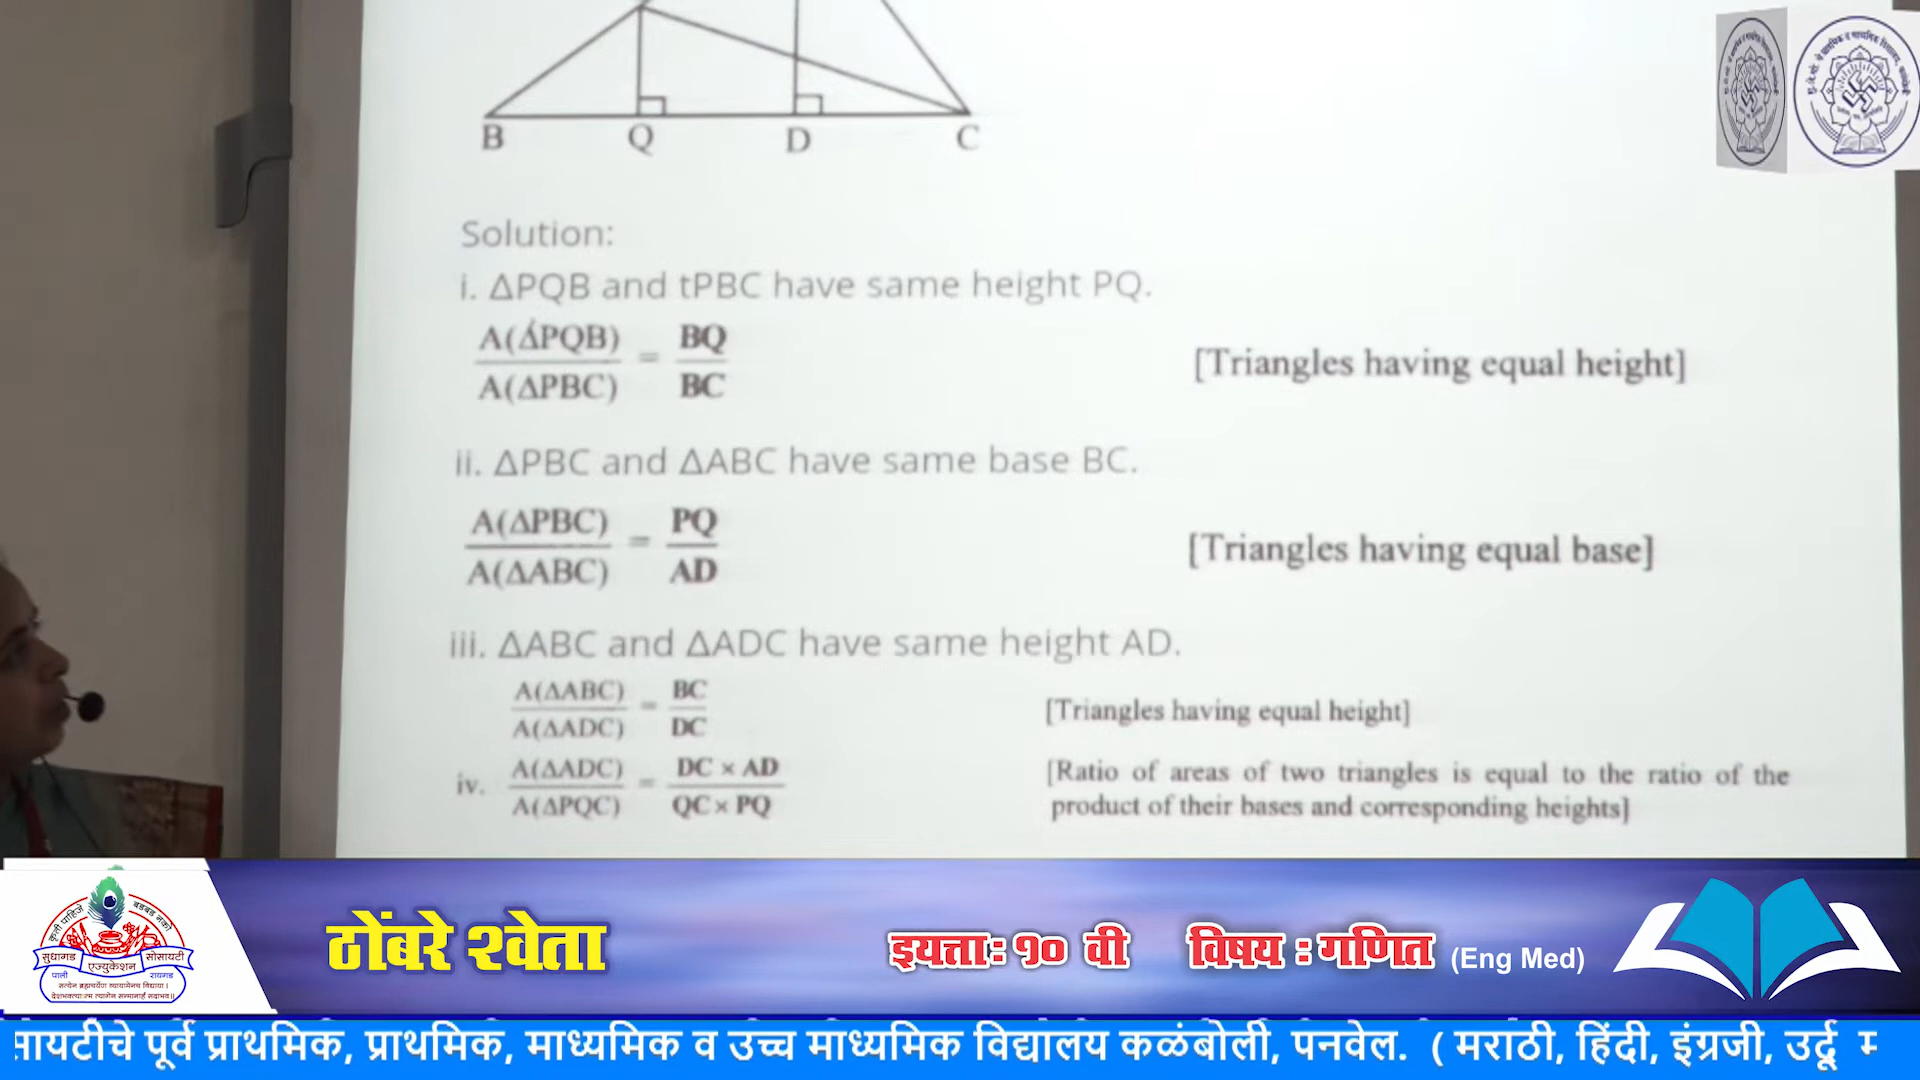 B Q D C
Solution:
i. ΔPQB and tPBC have same height PQ.
A(ΔPQB) / A(ΔPBC) = BQ / BC [Triangles having equal height]
ii. ΔPBC and ΔABC have same base BC.
A(ΔPBC) / A(ΔABC) = PQ / AD [Triangles having equal base]
iii. ΔABC and ΔADC have same height AD.
A(ΔABC) / A(ΔADC) = BC / DC [Triangles having equal height]
iv. A(ΔADC) / A(ΔPQC) = DC × AD / QC × PQ [Ratio of areas of two triangles is equal to the ratio of the
product of their bases and corresponding heights]
कृती पाहिजे बडबड नको
सुधागड सोसायटी
एज्युकेशन
पाली रायगड
ठोंबरे श्वेता
इयत्ता: १० वी विषय : गणित (Eng Med)
सायटीचे पूर्व प्राथमिक, प्राथमिक, माध्यमिक व उच्च माध्यमिक विद्यालय कळंबोली, पनवेल. ( मराठी, हिंदी, इंग्रजी, उर्दू